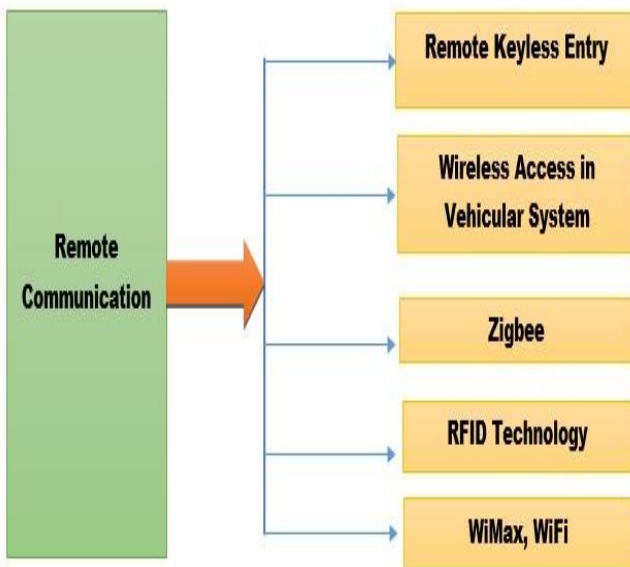 Remote
Communication
Remote Keyless Entry
Wireless Access in
Vehicular System
Zigbee
RFID Technology
WiMax, WiFi